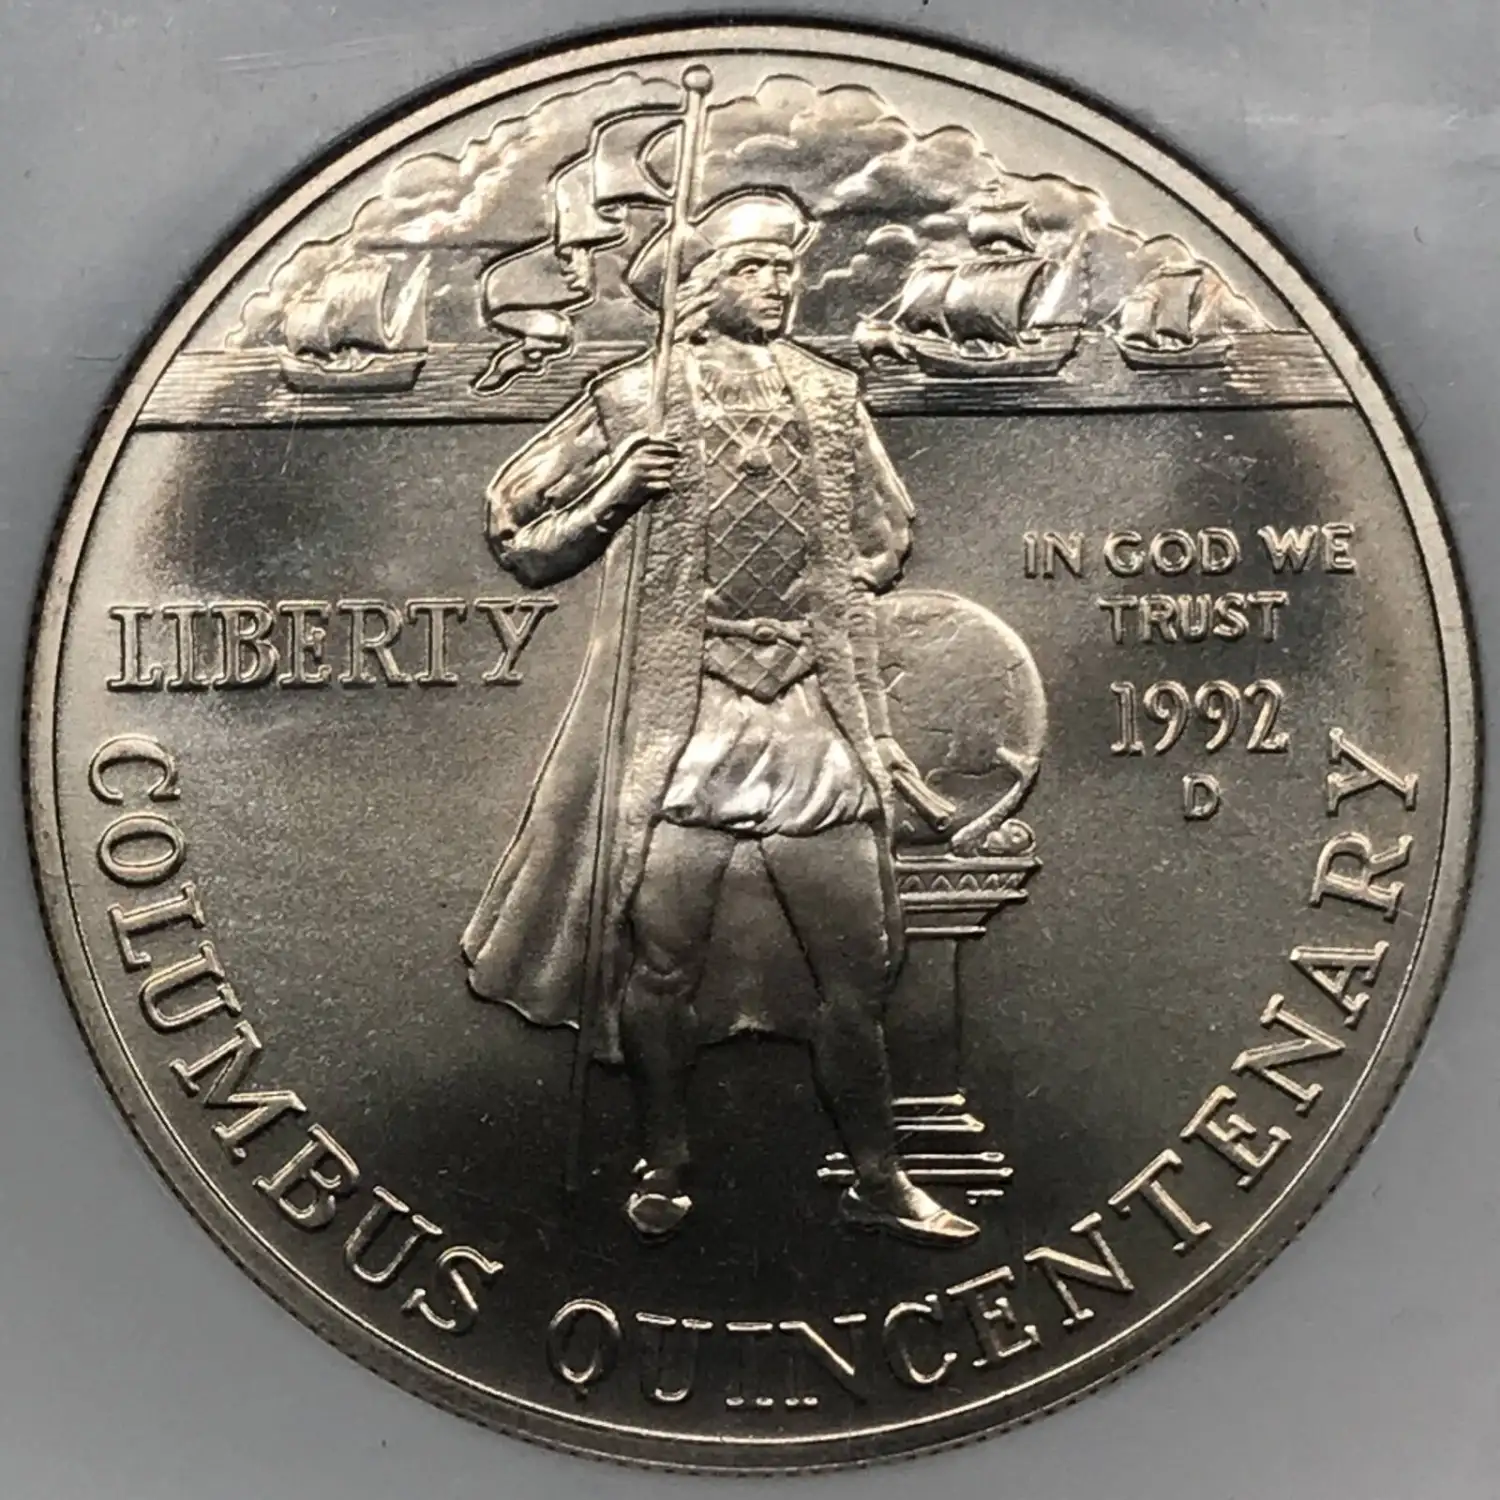 LIBERTY
IN GOD WE
TRUST
1992
D
COLUMBUS QUINCENTENARY